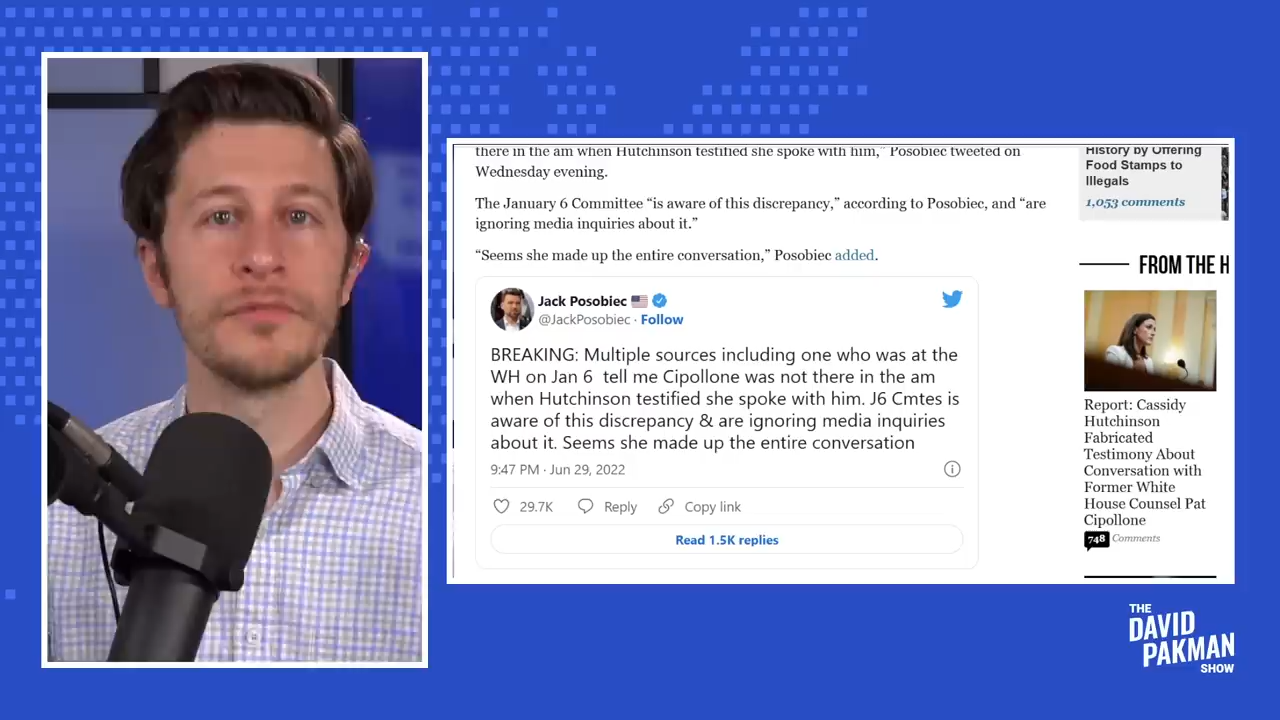 there in the am when Hutchinson testified she spoke with him,” Posobiec tweeted on
Wednesday evening.
The January 6 Committee “is aware of this discrepancy,” according to Posobiec, and “are
ignoring media inquiries about it.”
“Seems she made up the entire conversation,” Posobiec added.
Jack Posobiec
@JackPosobiec · Follow
BREAKING: Multiple sources including one who was at the
WH on Jan 6 tell me Cipollone was not there in the am
when Hutchinson testified she spoke with him. J6 Cmtes is
aware of this discrepancy & are ignoring media inquiries
about it. Seems she made up the entire conversation
9:47 PM · Jun 29, 2022
29.7K Reply Copy link
Read 1.5K replies
History by Offering
Food Stamps to
Illegals
1,053 comments
FROM THE H
Report: Cassidy
Hutchinson
Fabricated
Testimony About
Conversation with
Former White
House Counsel Pat
Cipollone
748 Comments
THE
DAVID
PAKMAN
SHOW